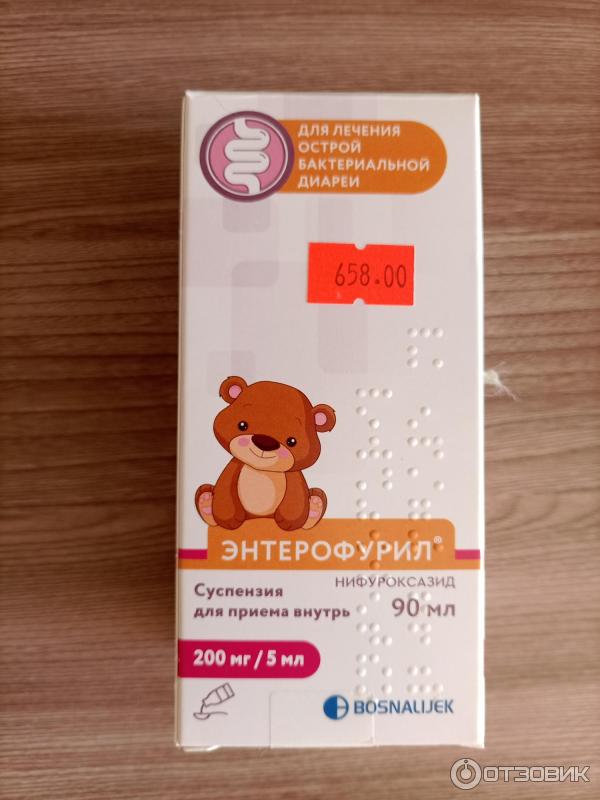 ДЛЯ ЛЕЧЕНИЯ
ОСТРОЙ
БАКТЕРИАЛЬНОЙ
ДИАРЕИ
658.00
ЭНТЕРОФУРИЛ®
НИФУРОКСАЗИД
Суспензия
для приема внутрь
90 мл
200 мг / 5 мл
BOSNALIJEK
ОТЗОВИК